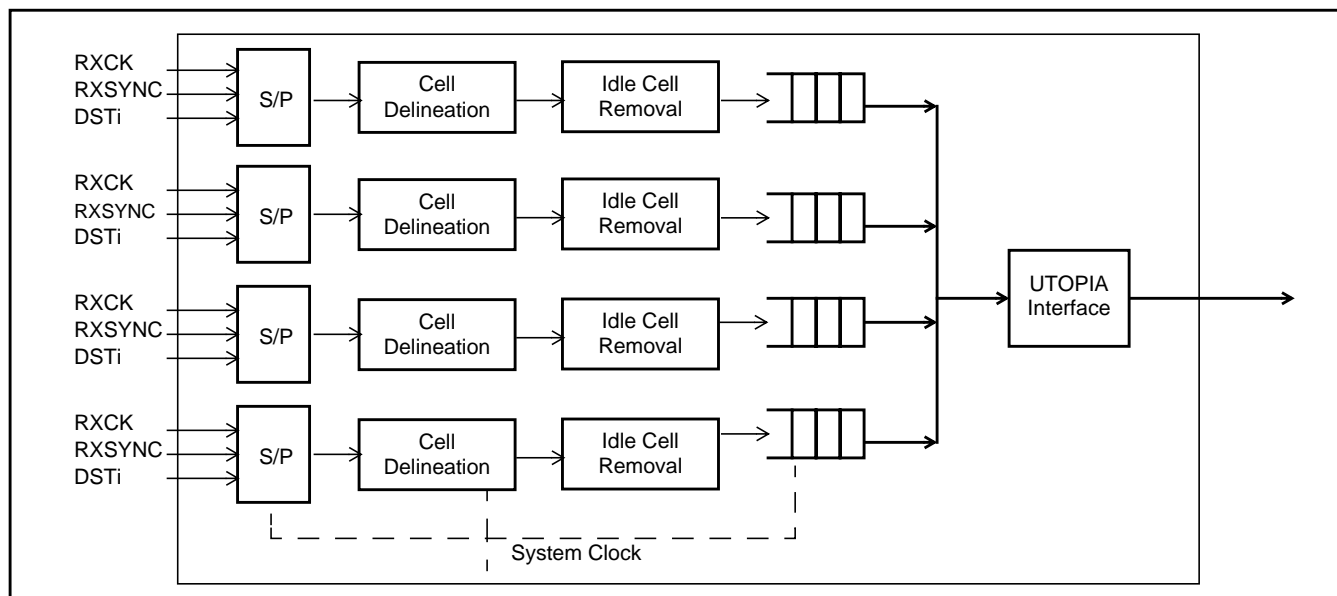 RXCK
RXSYNC
DSTi
S/P
Cell
Delineation
Idle Cell
Removal
RXCK
RXSYNC
DSTi
S/P
Cell
Delineation
Idle Cell
Removal
UTOPIA
Interface
RXCK
RXSYNC
DSTi
S/P
Cell
Delineation
Idle Cell
Removal
RXCK
RXSYNC
DSTi
S/P
Cell
Delineation
Idle Cell
Removal
System Clock